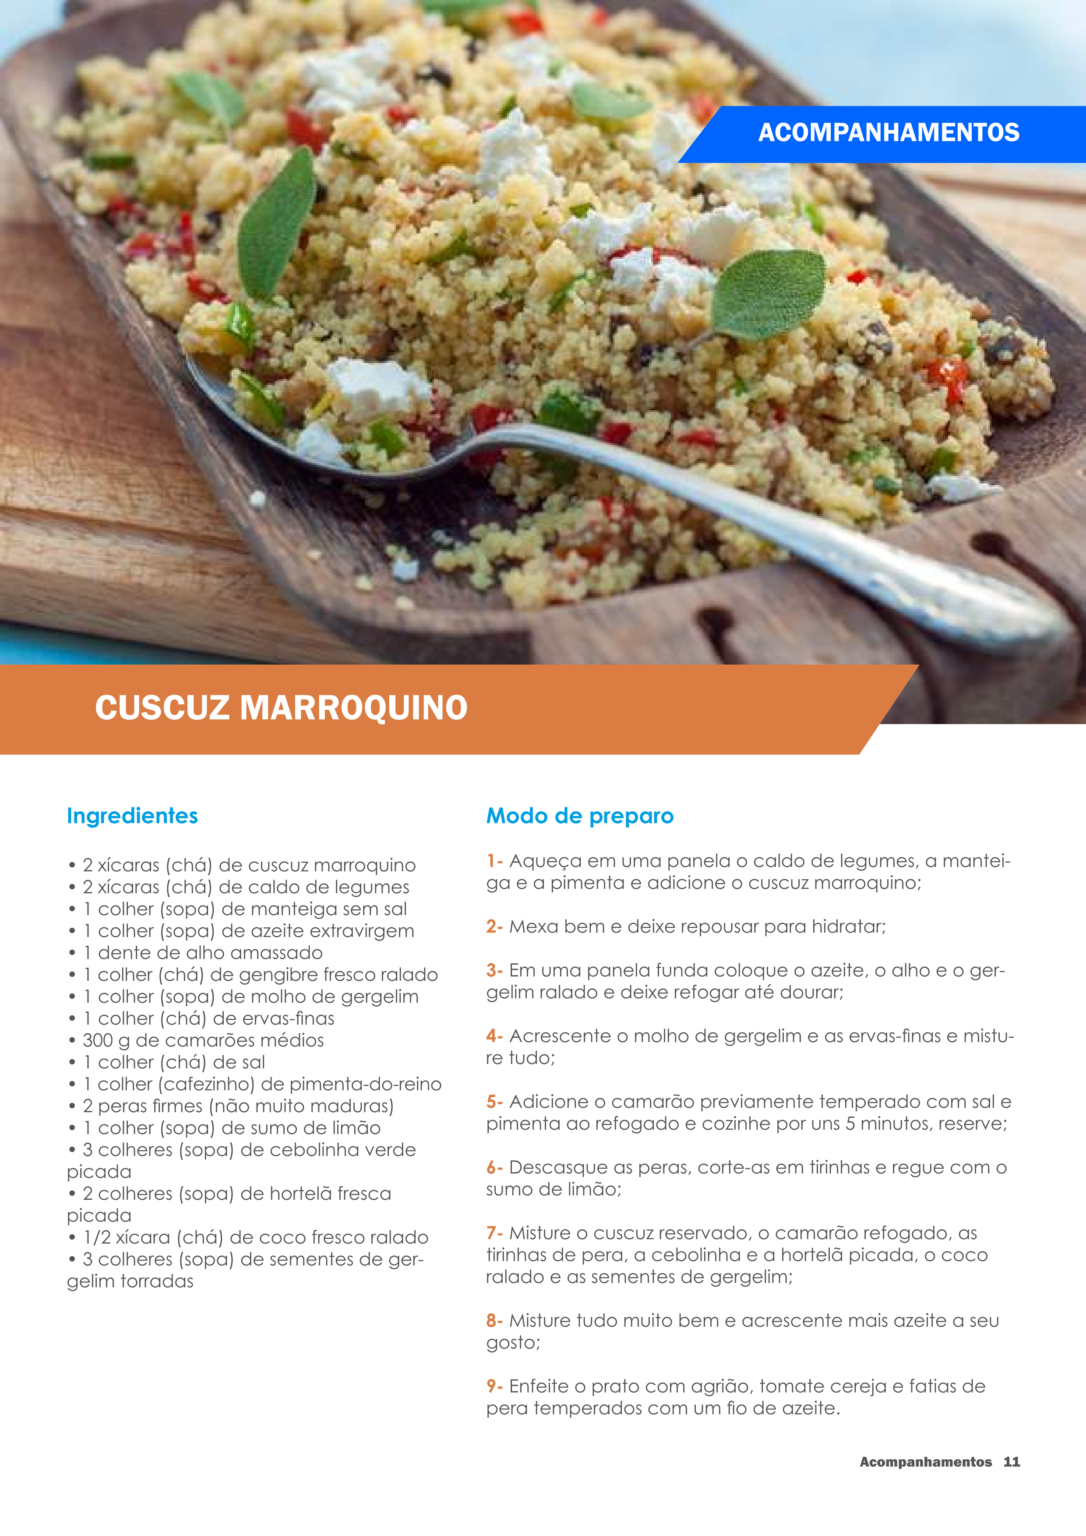 ACOMPANHAMENTOS
CUSCUZ MARROQUINO
Ingredientes
• 2 xícaras (chá) de cuscuz marroquino
• 2 xícaras (chá) de caldo de legumes
• 1 colher (sopa) de manteiga sem sal
• 1 colher (sopa) de azeite extravirgem
• 1 dente de alho amassado
• 1 colher (chá) de gengibre fresco ralado
• 1 colher (sopa) de molho de gergelim
• 1 colher (chá) de ervas-finas
• 300 g de camarões médios
• 1 colher (chá) de sal
• 1 colher (cafezinho) de pimenta-do-reino
• 2 peras firmes (não muito maduras)
• 1 colher (sopa) de sumo de limão
• 3 colheres (sopa) de cebolinha verde
picada
• 2 colheres (sopa) de hortelã fresca
picada
• 1/2 xícara (chá) de coco fresco ralado
• 3 colheres (sopa) de sementes de ger-
gelim torradas
Modo de preparo
1- Aqueça em uma panela o caldo de legumes, a mantei-
ga e a pimenta e adicione o cuscuz marroquino;
2- Mexa bem e deixe repousar para hidratar;
3- Em uma panela funda coloque o azeite, o alho e o ger-
gelim ralado e deixe refogar até dourar;
4- Acrescente o molho de gergelim e as ervas-finas e mistu-
re tudo;
5- Adicione o camarão previamente temperado com sal e
pimenta ao refogado e cozinhe por uns 5 minutos, reserve;
6- Descasque as peras, corte-as em tirinhas e regue com o
sumo de limão;
7- Misture o cuscuz reservado, o camarão refogado, as
tirinhas de pera, a cebolinha e a hortelã picada, o coco
ralado e as sementes de gergelim;
8- Misture tudo muito bem e acrescente mais azeite a seu
gosto;
9- Enfeite o prato com agrião, tomate cereja e fatias de
pera temperados com um fio de azeite.
Acompanhamentos 11